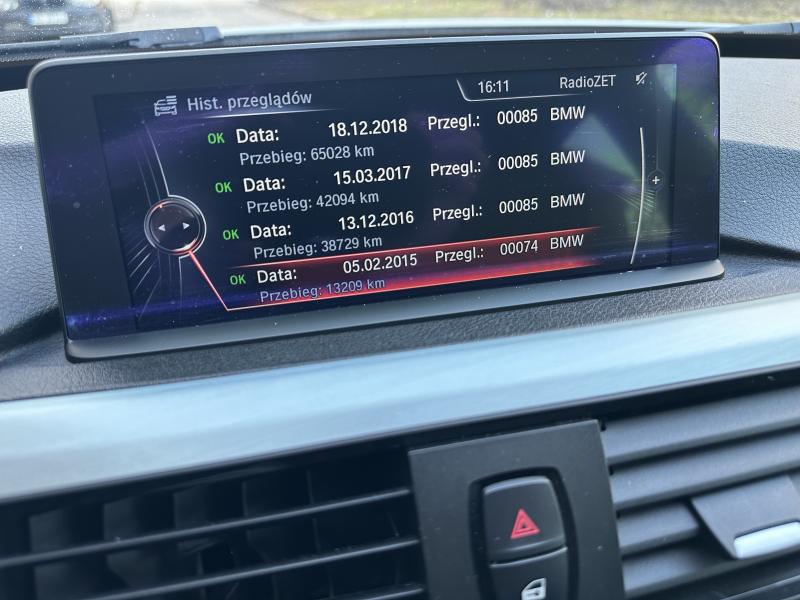 Hist. przeglądów
16:11
RadioZET
OK Data: 18.12.2018 Przegl.: 00085 BMW
Przebieg: 65028 km
OK Data: 15.03.2017 Przegl.: 00085 BMW
Przebieg: 42094 km
OK Data: 13.12.2016 Przegl.: 00085 BMW
Przebieg: 38729 km
OK Data: 05.02.2015 Przegl.: 00074 BMW
Przebieg: 13209 km